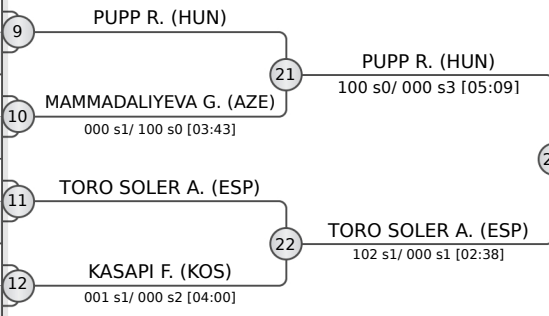 PUPP R. (HUN)
9
21
PUPP R. (HUN)
100 s0/ 000 s3 [05:09]
MAMMADALIYEVA G. (AZE)
10
000 s1/ 100 s0 [03:43]
TORO SOLER A. (ESP)
11
22
TORO SOLER A. (ESP)
102 s1/ 000 s1 [02:38]
KASAPI F. (KOS)
12
001 s1/ 000 s2 [04:00]